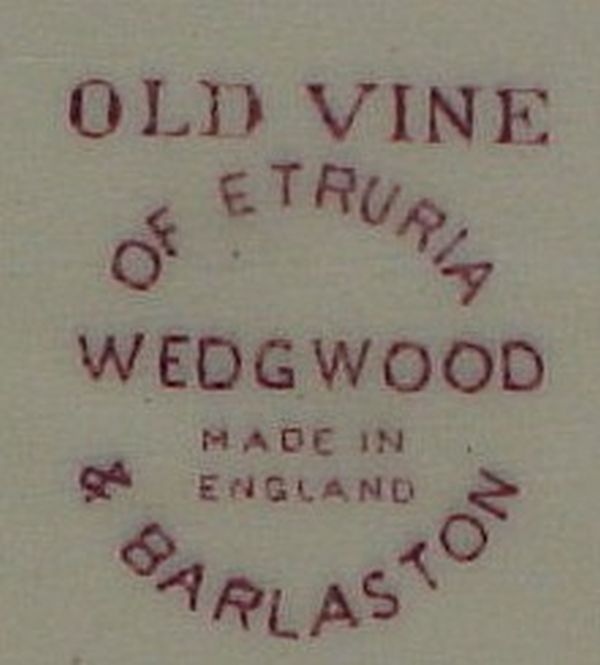 OLD VINE
OF ETRURIA
WEDGWOOD
MADE IN
ENGLAND
& BARLASTON